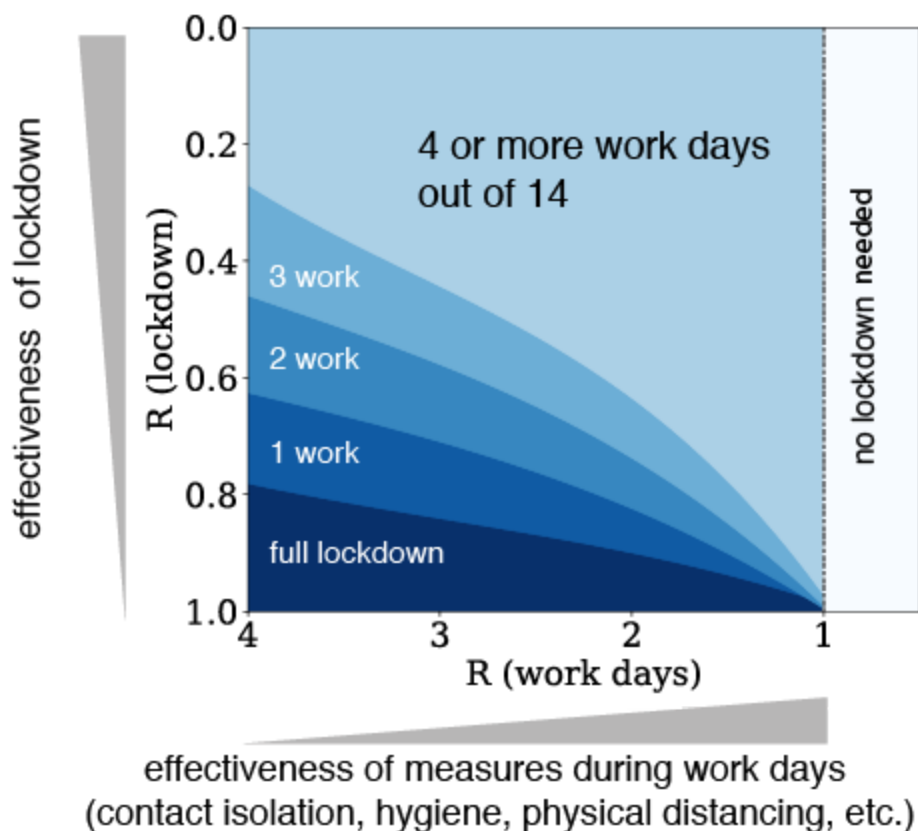 effectiveness of lockdown
R (lockdown)
0.0
0.2
0.4
0.6
0.8
1.0
4 or more work days
out of 14
3 work
2 work
1 work
full lockdown
no lockdown needed
4
3
2
1
R (work days)
effectiveness of measures during work days
(contact isolation, hygiene, physical distancing, etc.)